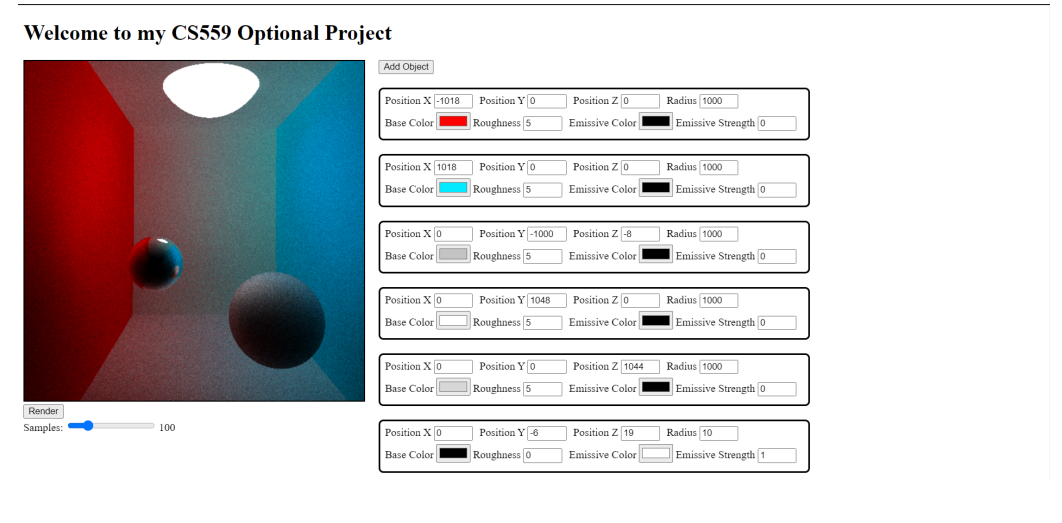 Welcome to my CS559 Optional Project
Add Object
Position X -1018 Position Y 0 Position Z 0 Radius 1000
Base Color Roughness 5 Emissive Color Emissive Strength 0
Position X 1018 Position Y 0 Position Z 0 Radius 1000
Base Color Roughness 5 Emissive Color Emissive Strength 0
Position X 0 Position Y -1000 Position Z -8 Radius 1000
Base Color Roughness 5 Emissive Color Emissive Strength 0
Position X 0 Position Y 1048 Position Z 0 Radius 1000
Base Color Roughness 5 Emissive Color Emissive Strength 0
Position X 0 Position Y 0 Position Z 1044 Radius 1000
Base Color Roughness 5 Emissive Color Emissive Strength 0
Position X 0 Position Y -6 Position Z 19 Radius 10
Base Color Roughness 0 Emissive Color Emissive Strength 1
Render
Samples: 100